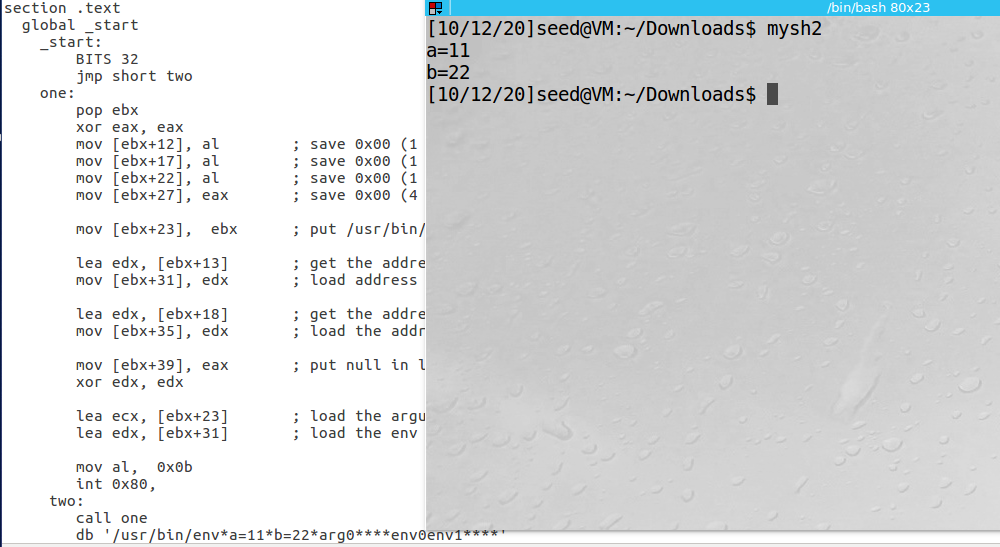 section .text
global _start
_start:
BITS 32
jmp short two
one:
pop ebx
xor eax, eax
mov [ebx+12], al ; save 0x00 (1
mov [ebx+17], al ; save 0x00 (1
mov [ebx+22], al ; save 0x00 (1
mov [ebx+27], eax ; save 0x00 (4
mov [ebx+23], ebx ; put /usr/bin/
lea edx, [ebx+13] ; get the addre
mov [ebx+31], edx ; load address
lea edx, [ebx+18] ; get the addre
mov [ebx+35], edx ; load the addr
mov [ebx+39], eax ; put null in l
xor edx, edx
lea ecx, [ebx+23] ; load the argu
lea edx, [ebx+31] ; load the env
mov al, 0x0b
int 0x80,
two:
call one
db '/usr/bin/env*a=11*b=22*arg0****env0env1****'
/bin/bash 80x23
[10/12/20]seed@VM:~/Downloads$ mysh2
a=11
b=22
[10/12/20]seed@VM:~/Downloads$